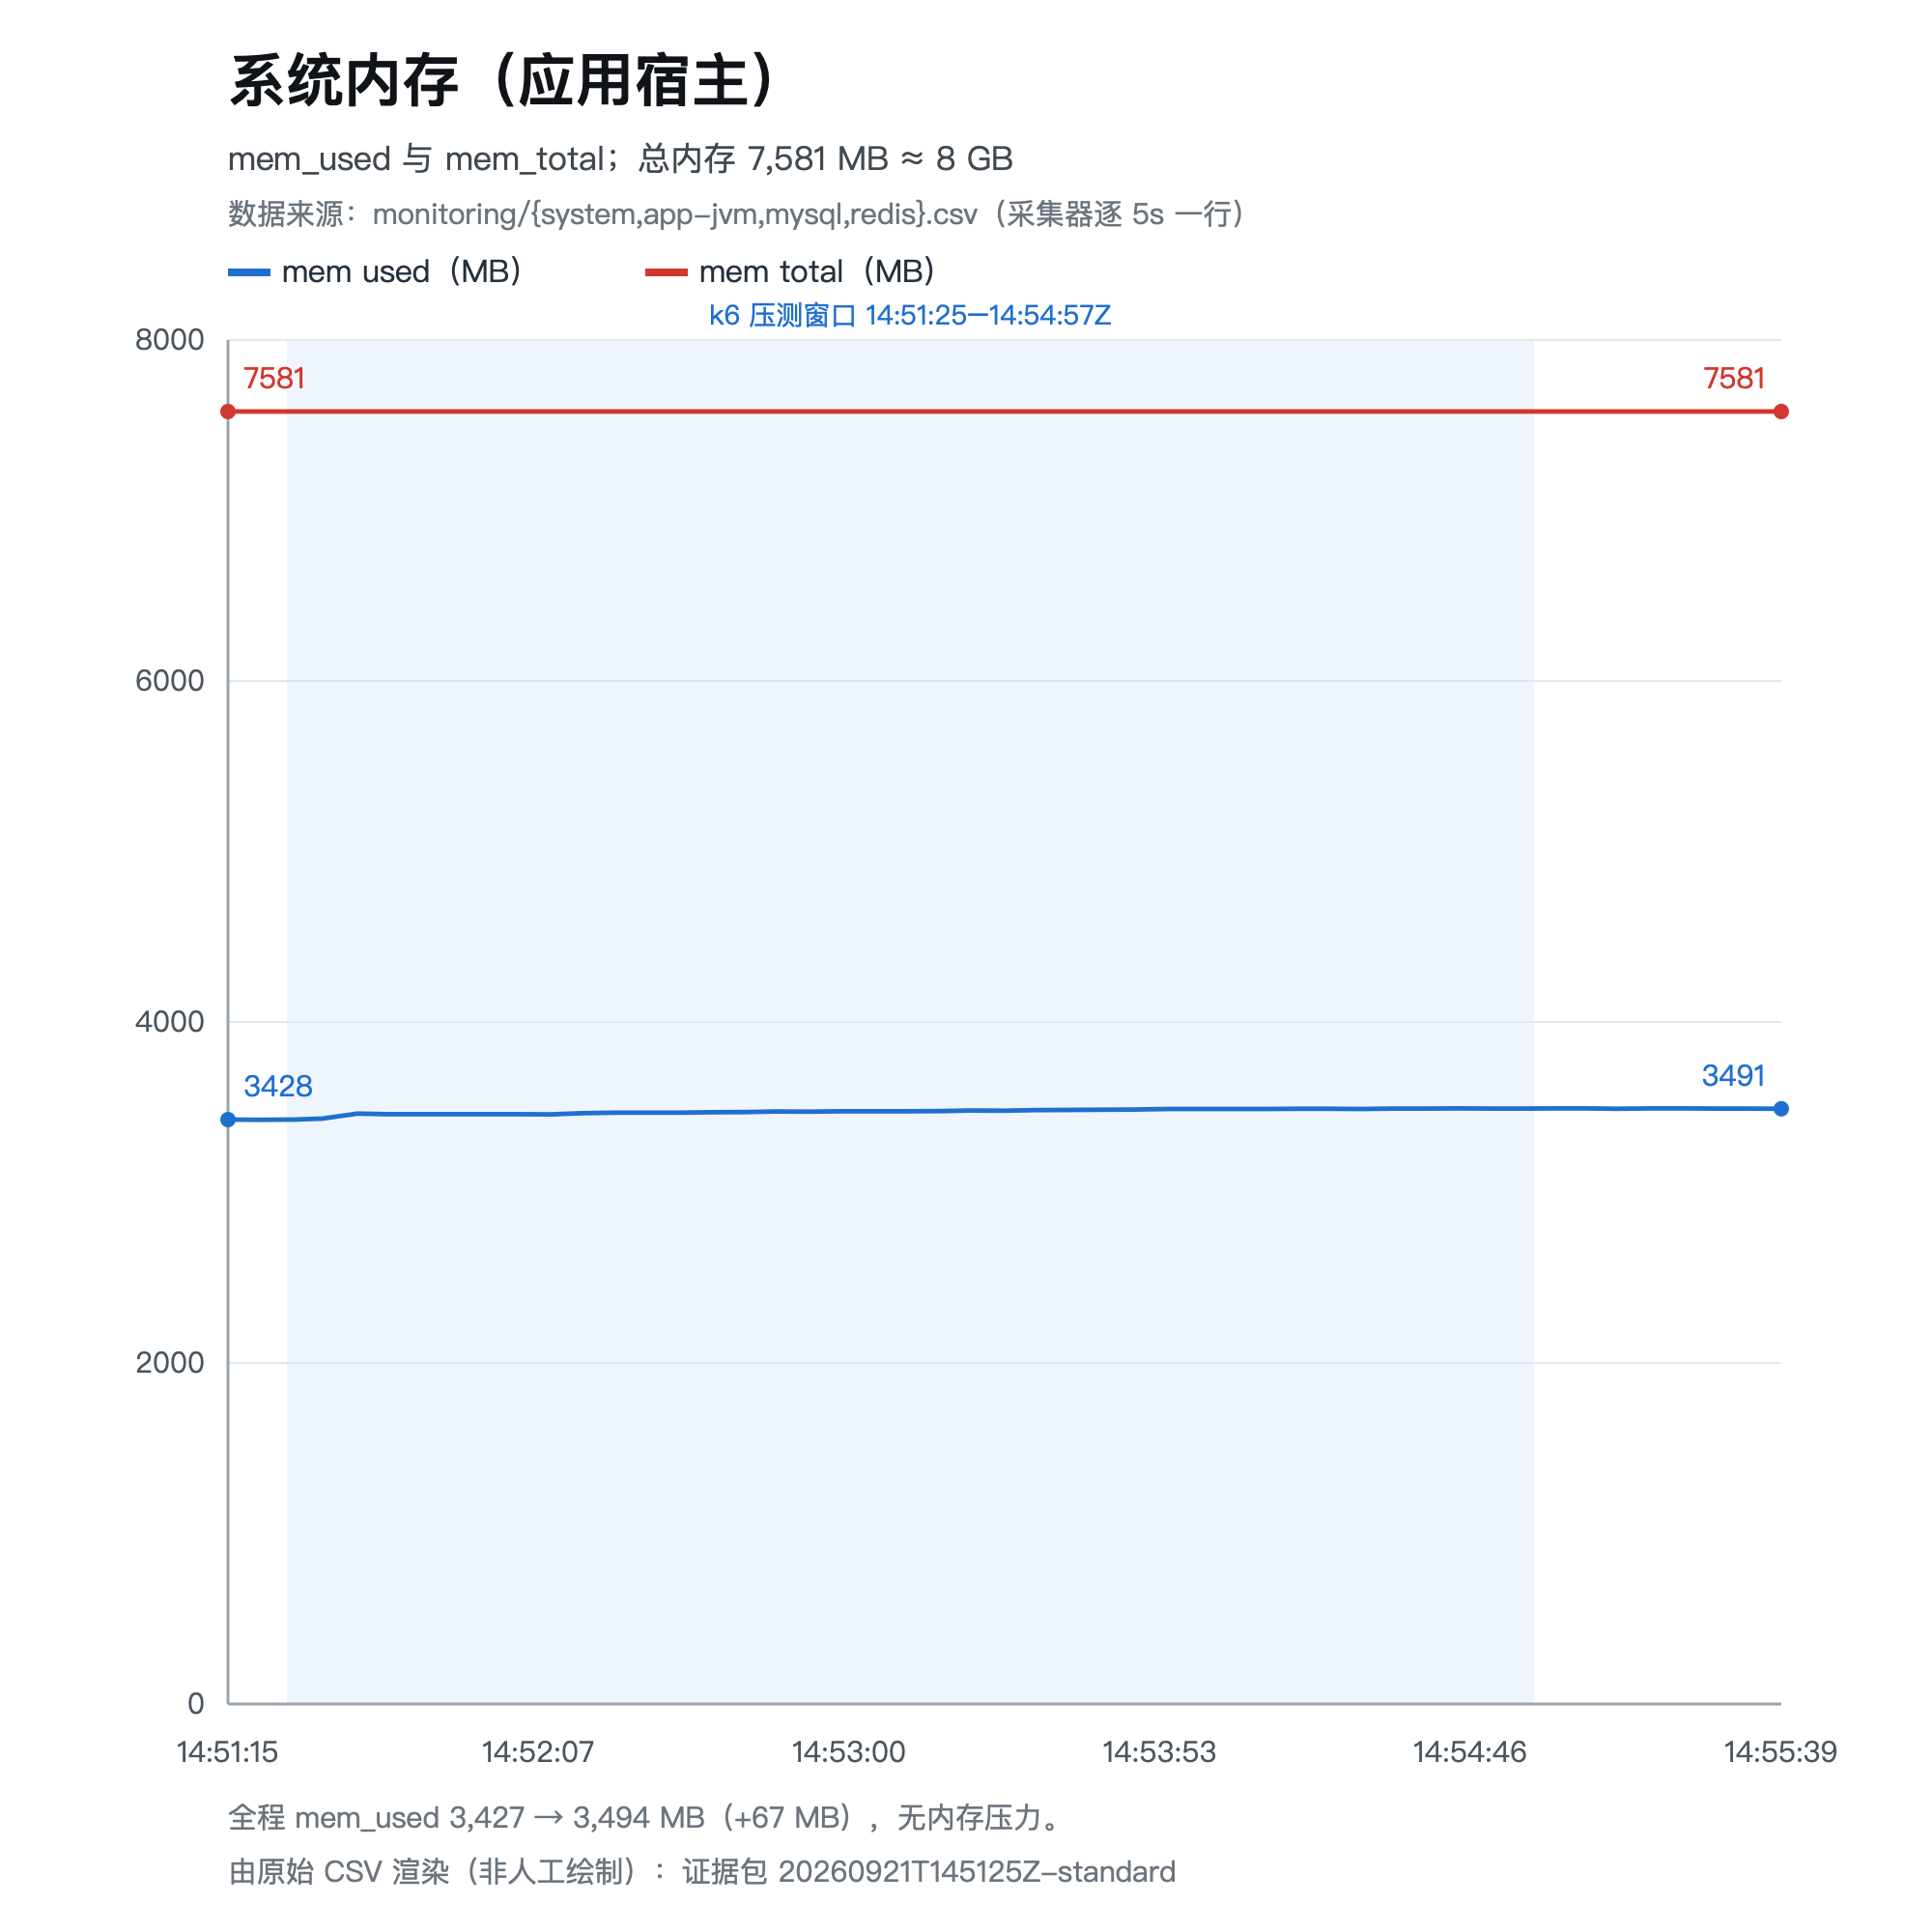 系统内存（应用宿主）
mem_used 与 mem_total；总内存 7,581 MB ≈ 8 GB
数据来源：monitoring/{system,app-jvm,mysql,redis}.csv（采集器逐 5s 一行）
mem used（MB） mem total（MB）
k6 压测窗口 14:51:25—14:54:57Z
8000
7581 7581
6000
4000
3428 3491
2000
0
14:51:15 14:52:07 14:53:00 14:53:53 14:54:46 14:55:39
全程 mem_used 3,427 → 3,494 MB（+67 MB），无内存压力。
由原始 CSV 渲染（非人工绘制）：证据包 20260921T145125Z-standard